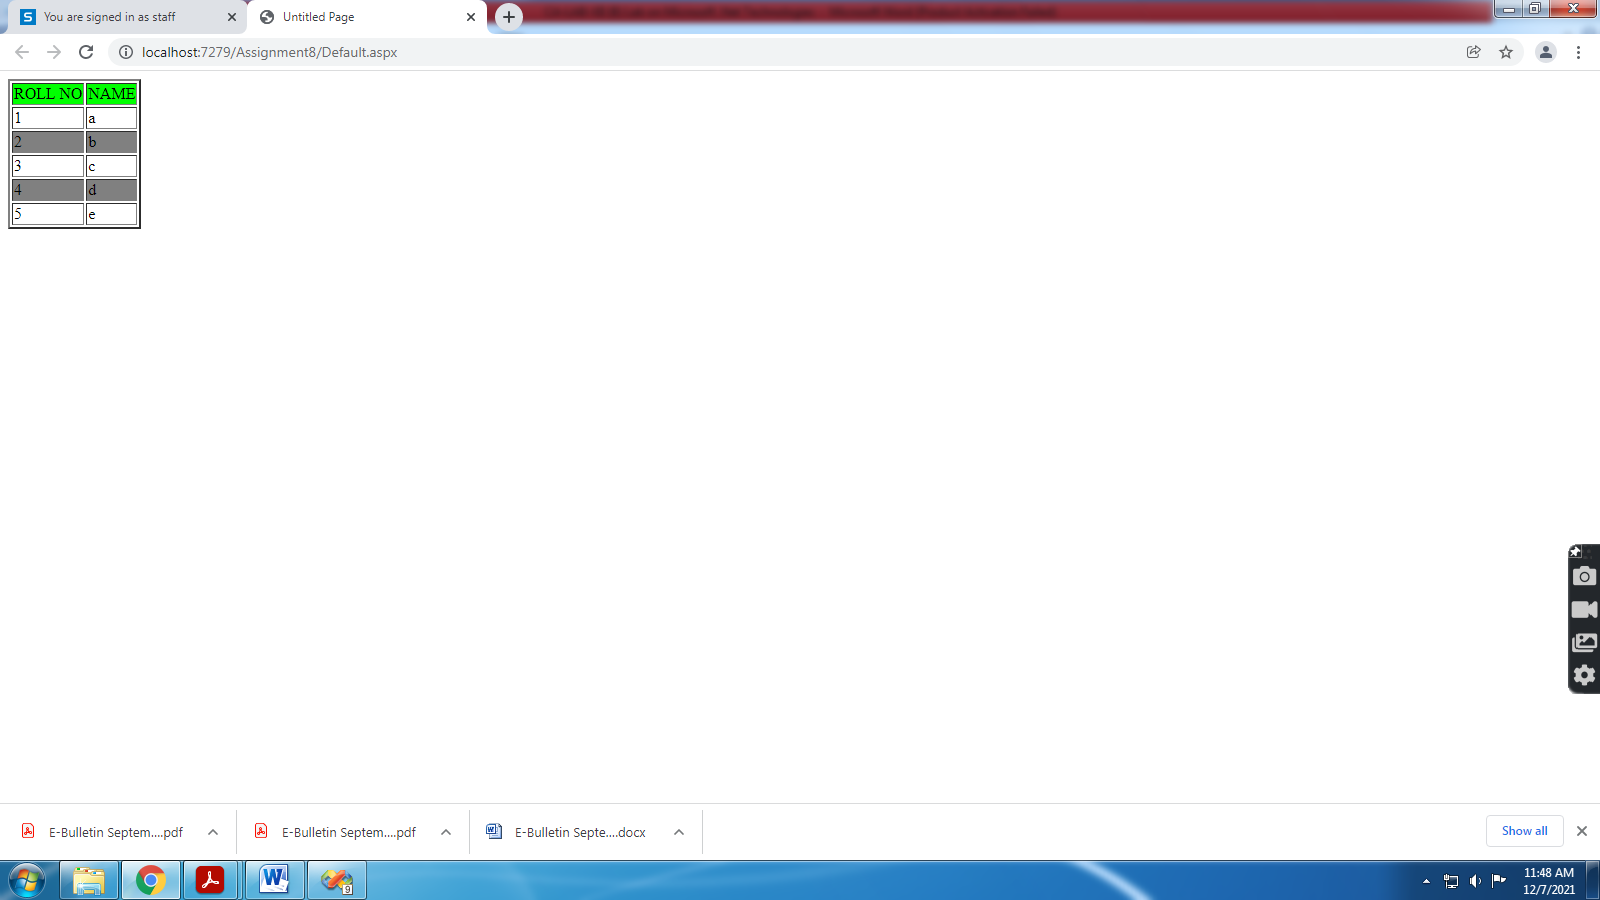 You are signed in as staff
Untitled Page
localhost:7279/Assignment8/Default.aspx
ROLL NO NAME
1 a
2 b
3 c
4 d
5 e
E-Bulletin Septem....pdf
E-Bulletin Septem....pdf
E-Bulletin Septe....docx
Show all
11:48 AM
12/7/2021